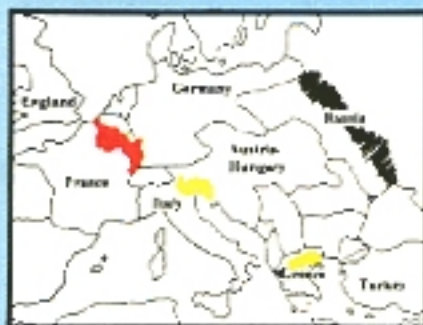 Germany
England
Russia
Austria-
Hungary
France
Italy
Turkey